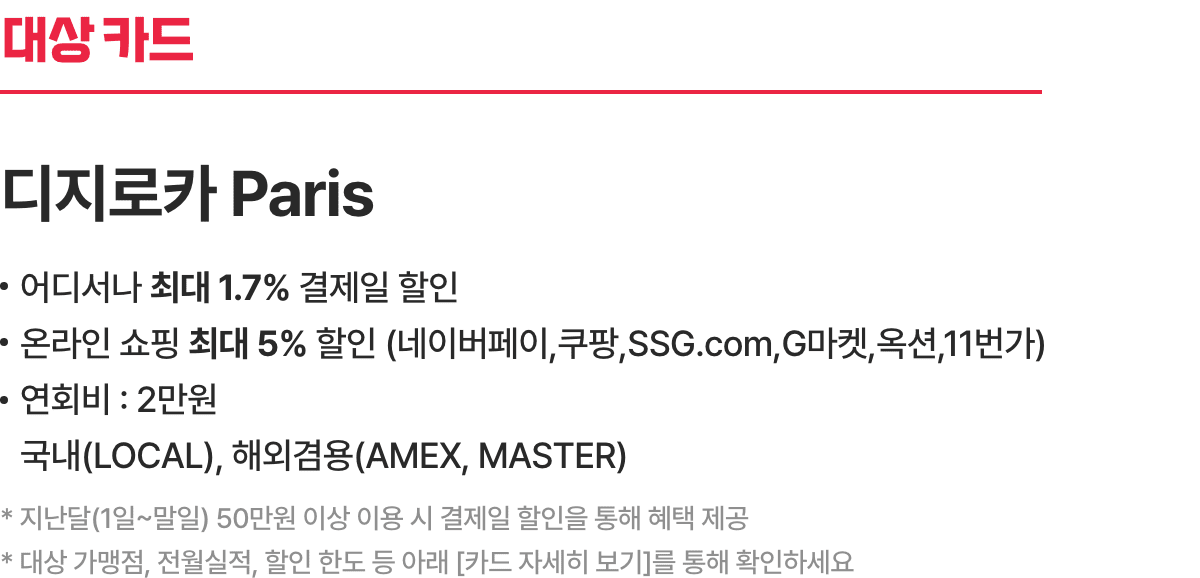 대상 카드
디지로카 Paris
• 어디서나 최대 1.7% 결제일 할인
• 온라인 쇼핑 최대 5% 할인 (네이버페이,쿠팡,SSG.com,G마켓,옥션,11번가)
• 연회비 : 2만원
국내(LOCAL), 해외겸용(AMEX, MASTER)
* 지난달(1일~말일) 50만원 이상 이용 시 결제일 할인을 통해 혜택 제공
* 대상 가맹점, 전월실적, 할인 한도 등 아래 [카드 자세히 보기]를 통해 확인하세요